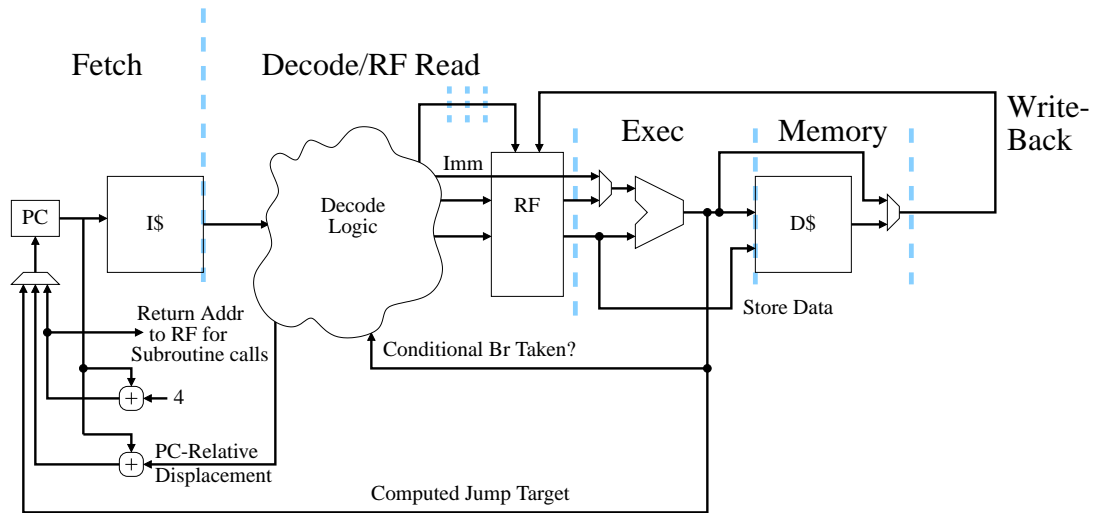 Fetch
Decode/RF Read
Exec
Memory
Write-
Back
Imm
PC
I$
Decode
Logic
RF
D$
Return Addr
to RF for
Subroutine calls
Store Data
Conditional Br Taken?
+
4
+
PC-Relative
Displacement
Computed Jump Target